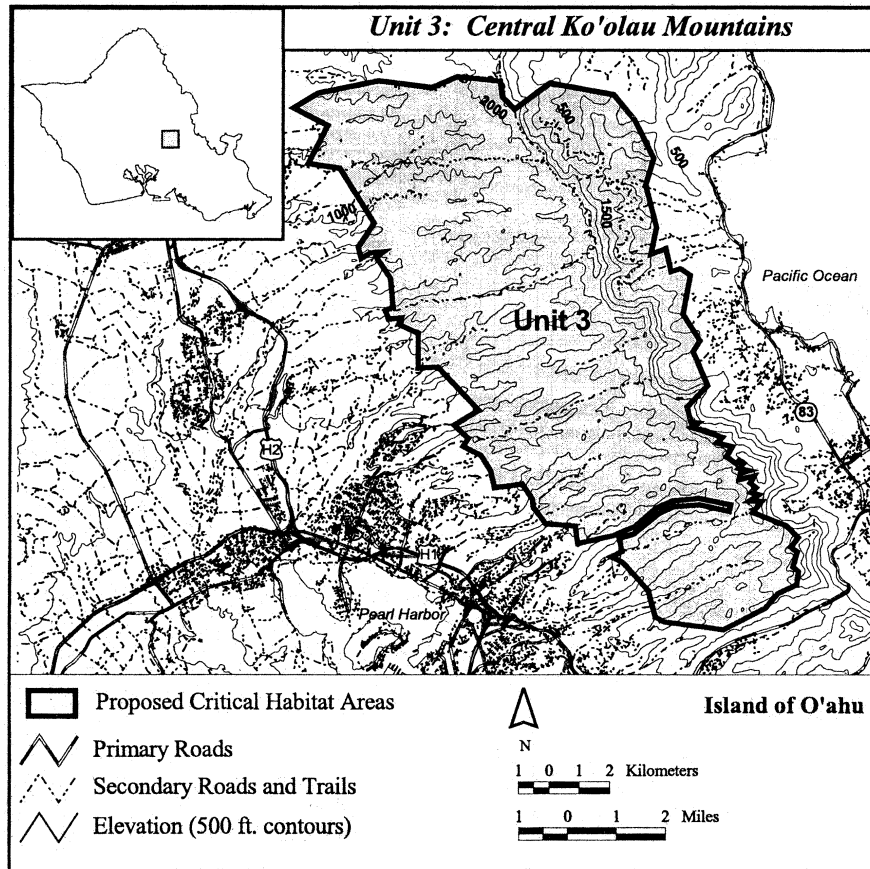 Unit 3: Central Ko'olau Mountains
2000
500
500
1000
1500
Pacific Ocean
Unit 3
83
H2
H1
Pearl Harbor
Proposed Critical Habitat Areas
Island of O'ahu
Primary Roads
N
Secondary Roads and Trails
1 0 1 2 Kilometers
Elevation (500 ft. contours)
1 0 1 2 Miles